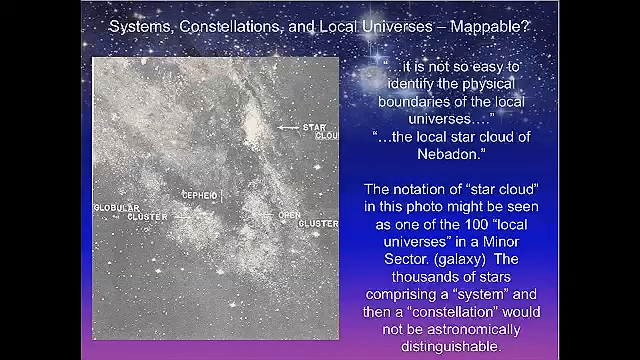 Systems, Constellations, and Local Universes – Mappable?
"…it is not so easy to
identify the physical
boundaries of the local
universes…."
"…the local star cloud of
Nebadon."
The notation of "star cloud"
in this photo might be seen
as one of the 100 "local
universes" in a Minor
Sector. (galaxy) The
thousands of stars
comprising a "system" and
then a "constellation" would
not be astronomically
distinguishable.
STAR
CLOU
CEPHEID
GLOBULAR
CLUSTER
OPEN
CLUSTER